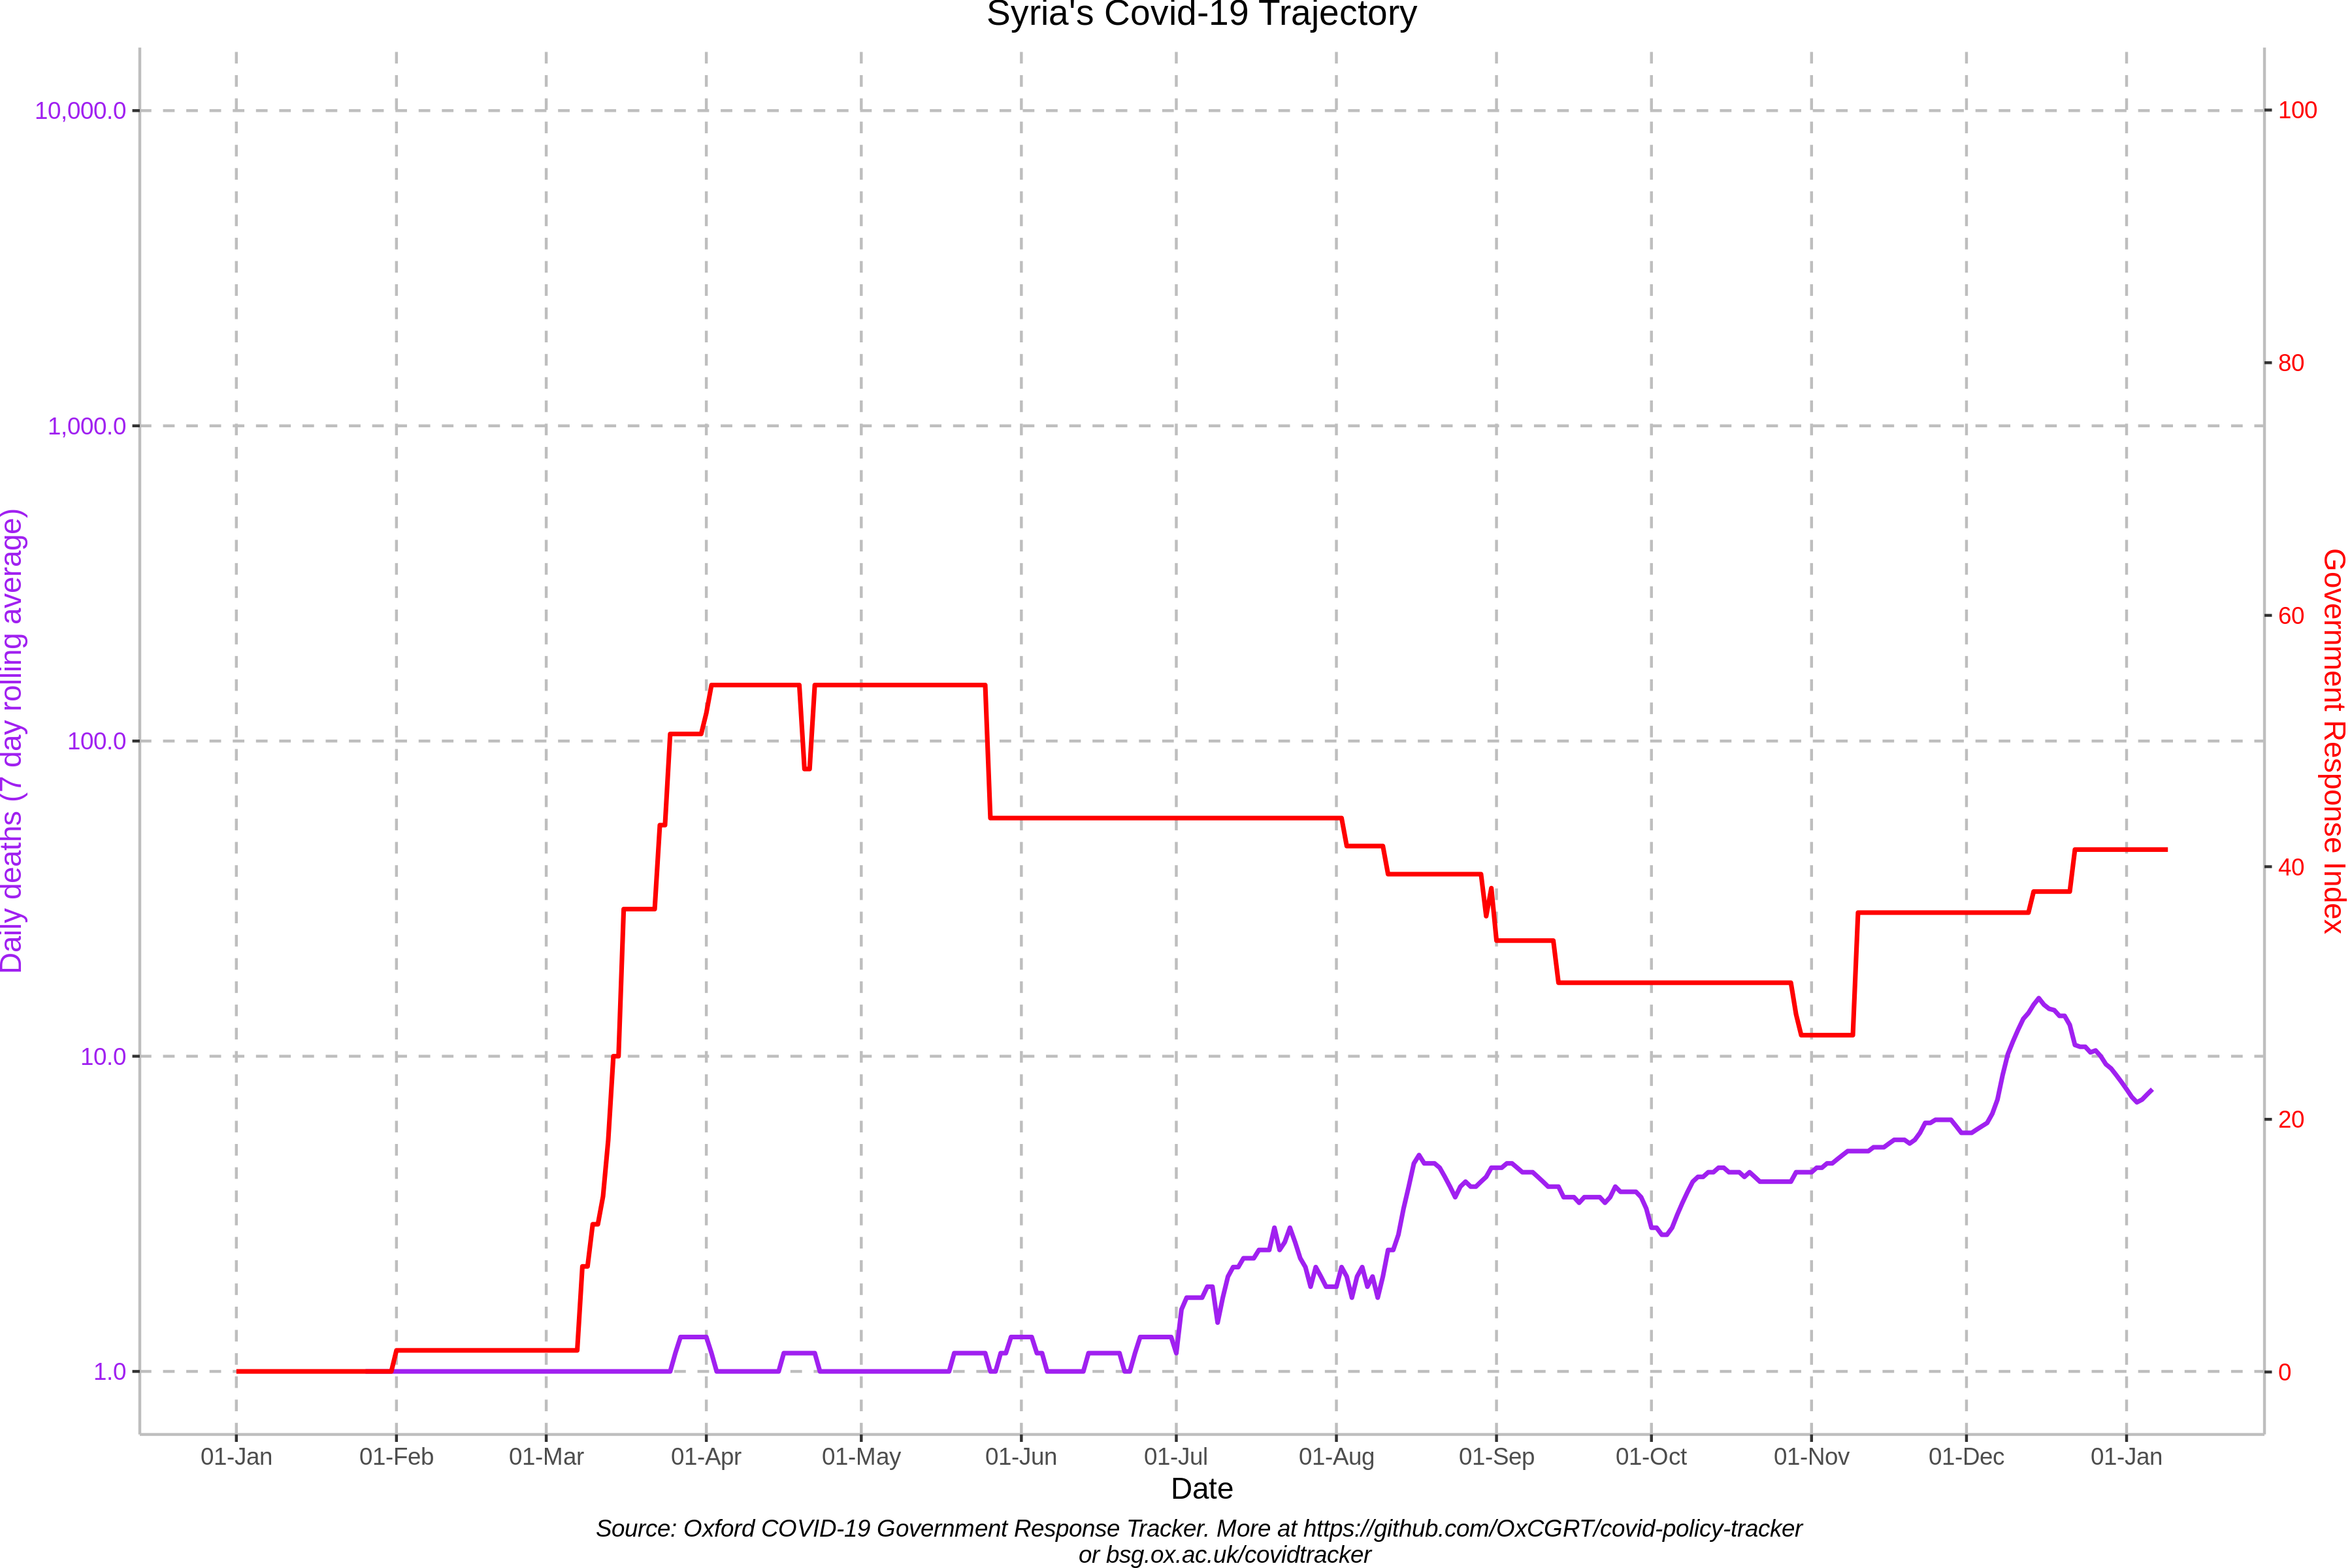 Syria's Covid-19 Trajectory
10,000.0
1,000.0
100.0
10.0
1.0
Daily deaths (7 day rolling average)
100
80
60
40
20
0
Government Response Index
01-Jan
01-Feb
01-Mar
01-Apr
01-May
01-Jun
01-Jul
01-Aug
01-Sep
01-Oct
01-Nov
01-Dec
01-Jan
Date
Source: Oxford COVID-19 Government Response Tracker. More at https://github.com/OxCGRT/covid-policy-tracker
or bsg.ox.ac.uk/covidtracker